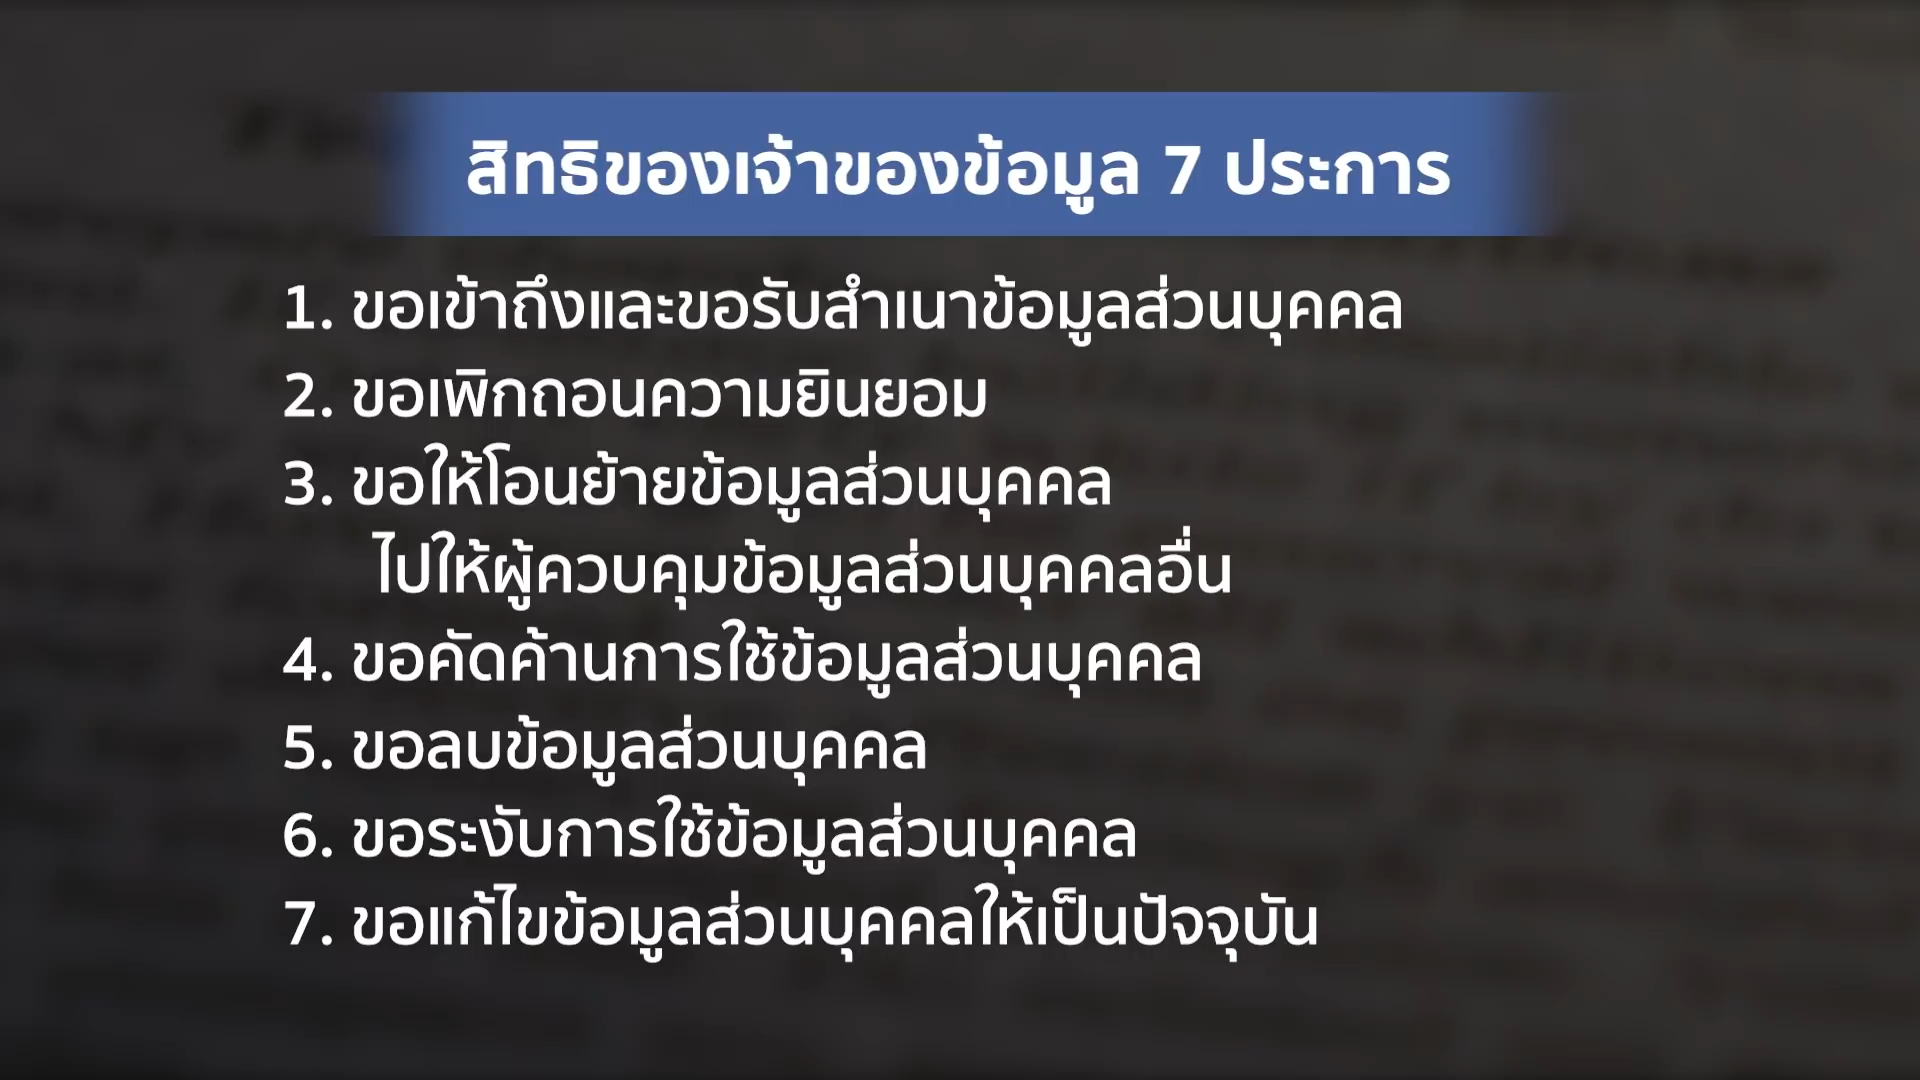 สิทธิของเจ้าของข้อมูล 7 ประการ
1. ขอเข้าถึงและขอรับสำเนาข้อมูลส่วนบุคคล
2. ขอเพิกถอนความยินยอม
3. ขอให้โอนย้ายข้อมูลส่วนบุคคล
ไปให้ผู้ควบคุมข้อมูลส่วนบุคคลอื่น
4. ขอคัดค้านการใช้ข้อมูลส่วนบุคคล
5. ขอลบข้อมูลส่วนบุคคล
6. ขอระงับการใช้ข้อมูลส่วนบุคคล
7. ขอแก้ไขข้อมูลส่วนบุคคลให้เป็นปัจจุบัน